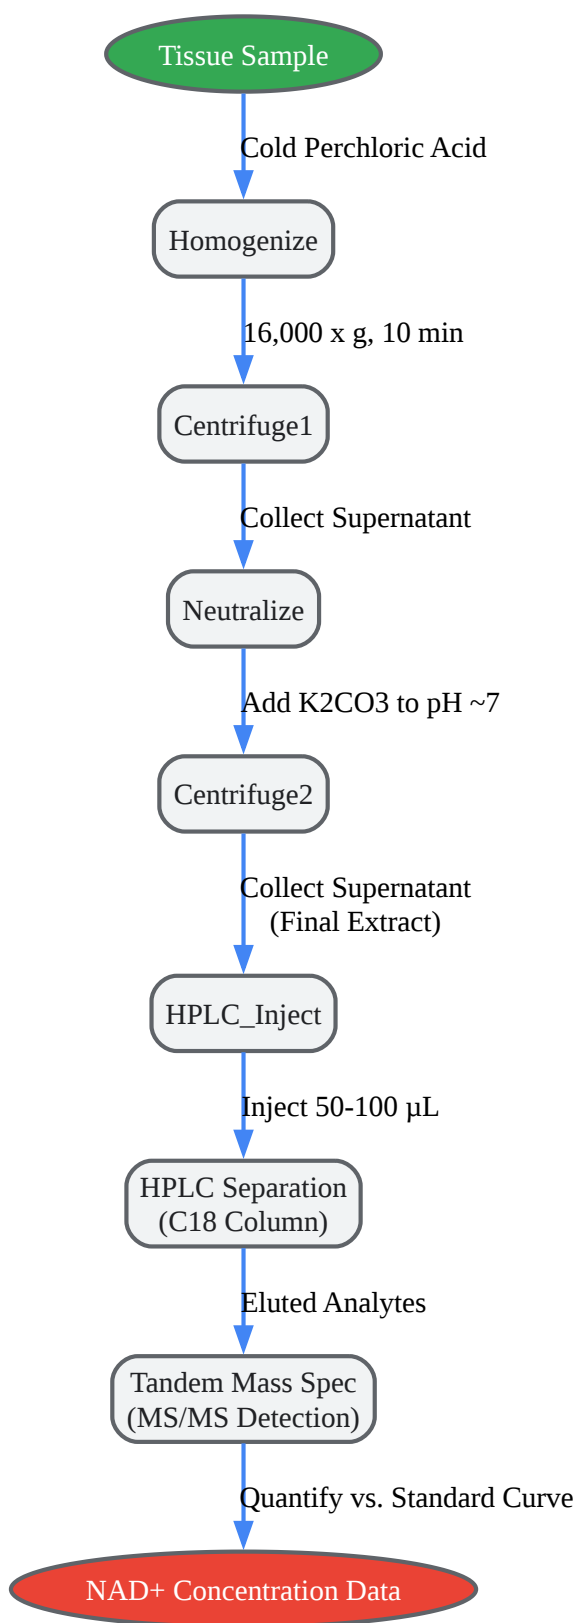 Tissue Sample
Cold Perchloric Acid
Homogenize
16,000 x g, 10 min
Centrifuge1
Collect Supernatant
Neutralize
Add K2CO3 to pH ~7
Centrifuge2
Collect Supernatant
(Final Extract)
HPLC_Inject
Inject 50-100 µL
HPLC Separation
(C18 Column)
Eluted Analytes
Tandem Mass Spec
(MS/MS Detection)
Quantify vs. Standard Curve
NAD+ Concentration Data